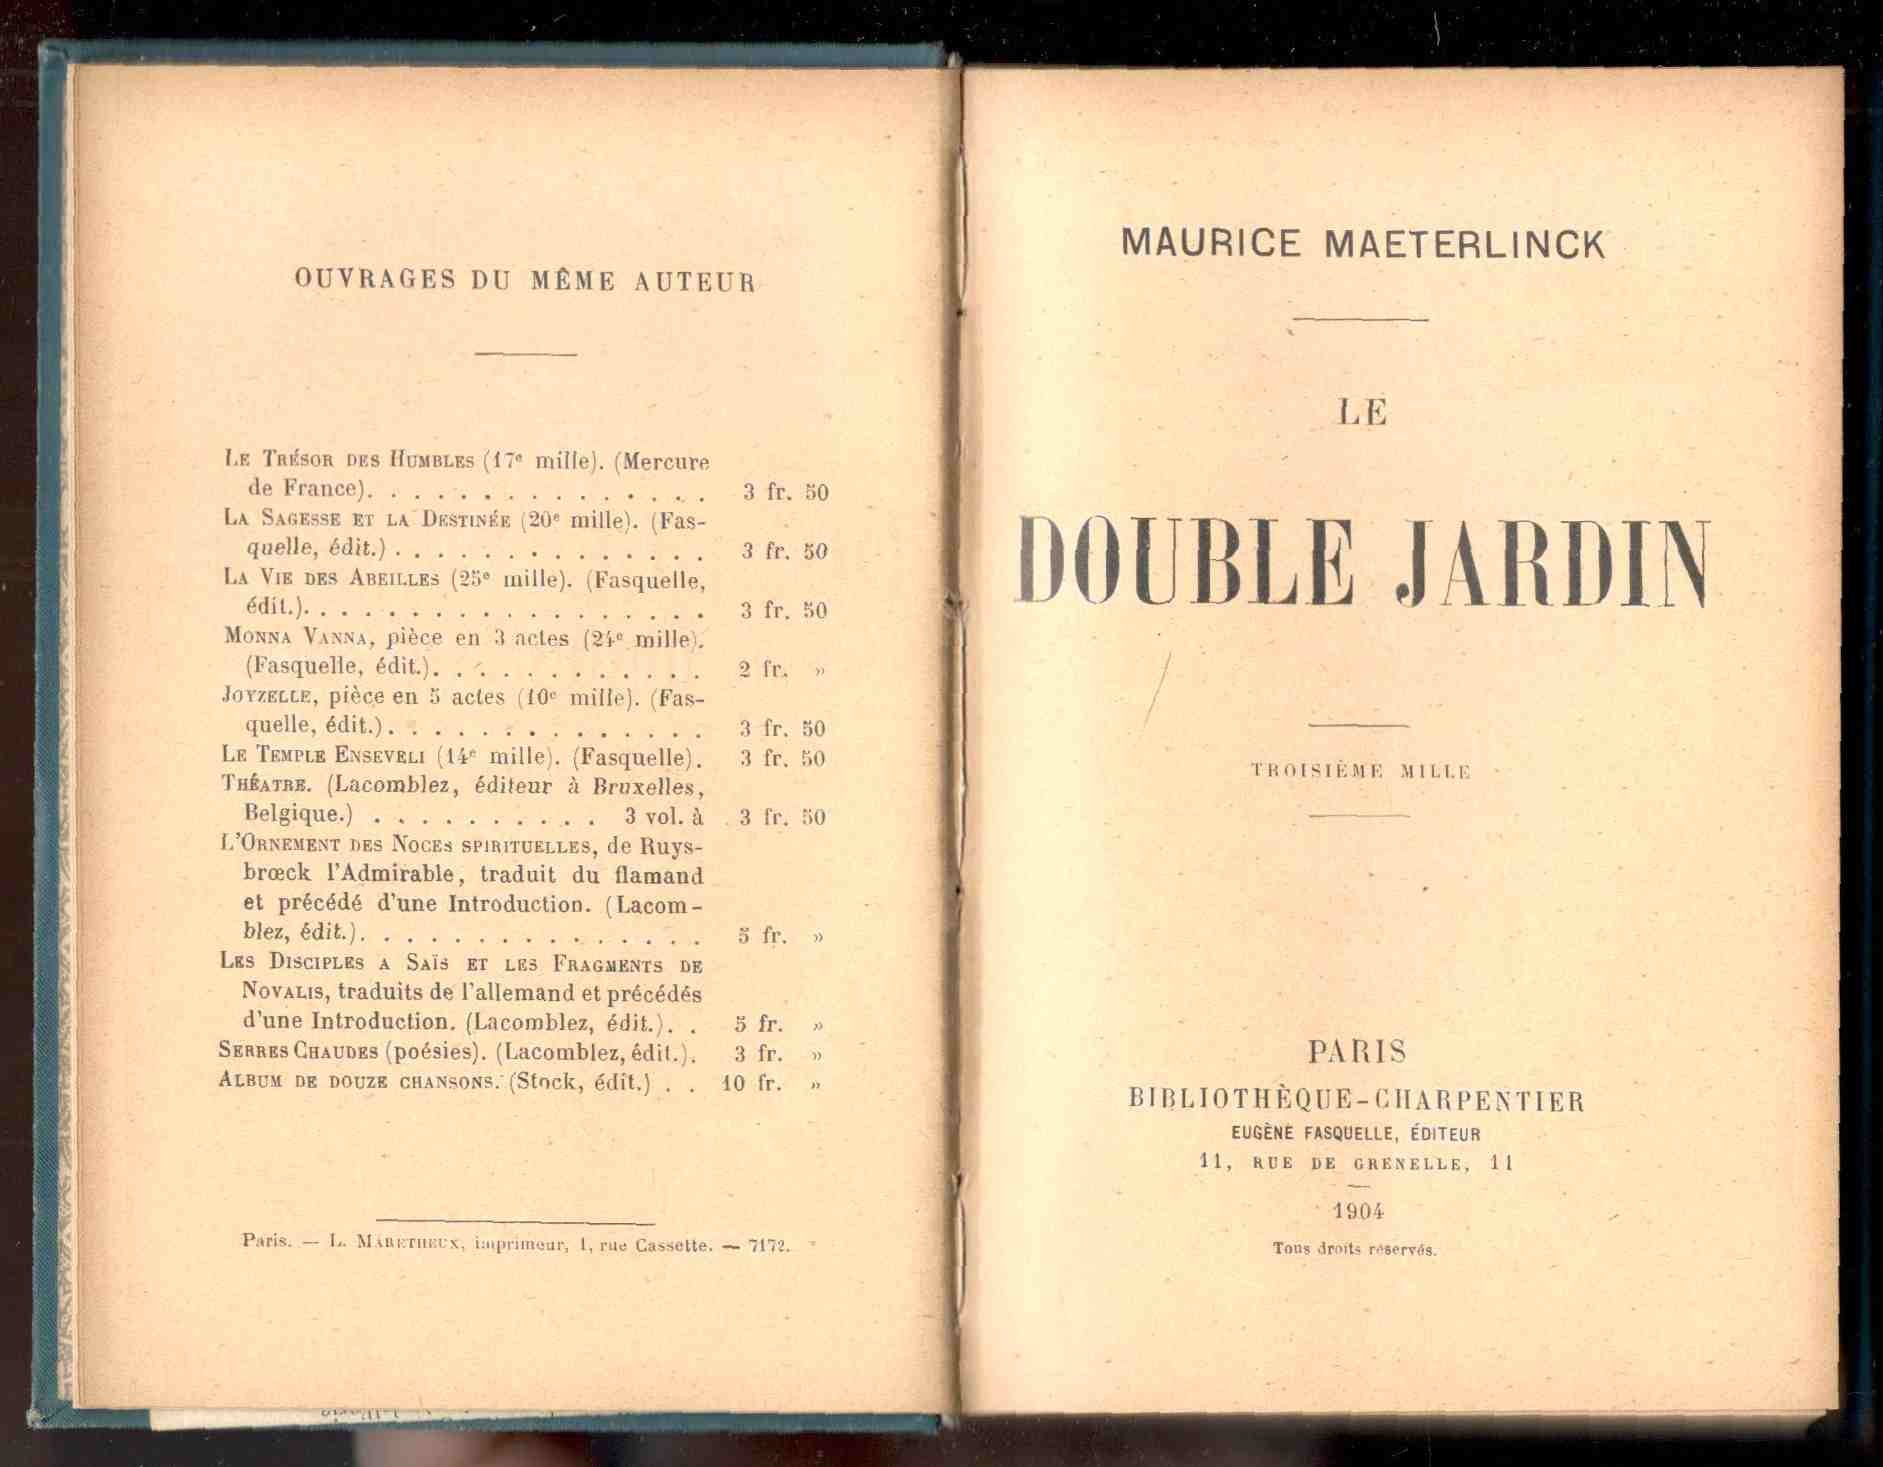 OUVRAGES DU MÊME AUTEUR
LE TRÉSOR DES HUMBLES (17e mille). (Mercure
de France). . . . . . . . . . . . . . . 3 fr. 50
LA SAGESSE ET LA DESTINÉE (20e mille). (Fas-
quelle, édit.) . . . . . . . . . . . . . . 3 fr. 50
LA VIE DES ABEILLES (25e mille). (Fasquelle,
édit.). . . . . . . . . . . . . . . . . . 3 fr. 50
MONNA VANNA, pièce en 3 actes (24e mille).
(Fasquelle, édit.). . . . . . . . . . . . 2 fr. »
JOYZELLE, pièce en 5 actes (10e mille). (Fas-
quelle, édit.). . . . . . . . . . . . . . . 3 fr. 50
LE TEMPLE ENSEVELI (14e mille). (Fasquelle). 3 fr. 50
THÉATRE. (Lacomblez, éditeur à Bruxelles,
Belgique.) . . . . . . . . . . 3 vol. à 3 fr. 50
L'ORNEMENT DES NOCES SPIRITUELLES, de Ruys-
brœck l'Admirable, traduit du flamand
et précédé d'une Introduction. (Lacom-
blez, édit.). . . . . . . . . . . . . . . . 5 fr. »
LES DISCIPLES A SAÏS ET LES FRAGMENTS DE
NOVALIS, traduits de l'allemand et précédés
d'une Introduction. (Lacomblez, édit.). . 5 fr. »
SERRES CHAUDES (poésies). (Lacomblez, édit.). 3 fr. »
ALBUM DE DOUZE CHANSONS. (Stock, édit.) . . 10 fr. »
Paris. — L. MARETHEUX, imprimeur, 1, rue Cassette. — 7172.
MAURICE MAETERLINCK
LE
DOUBLE JARDIN
TROISIÈME MILLE
PARIS
BIBLIOTHÈQUE-CHARPENTIER
EUGÈNE FASQUELLE, ÉDITEUR
11, RUE DE GRENELLE, 11
1904
Tous droits réservés.